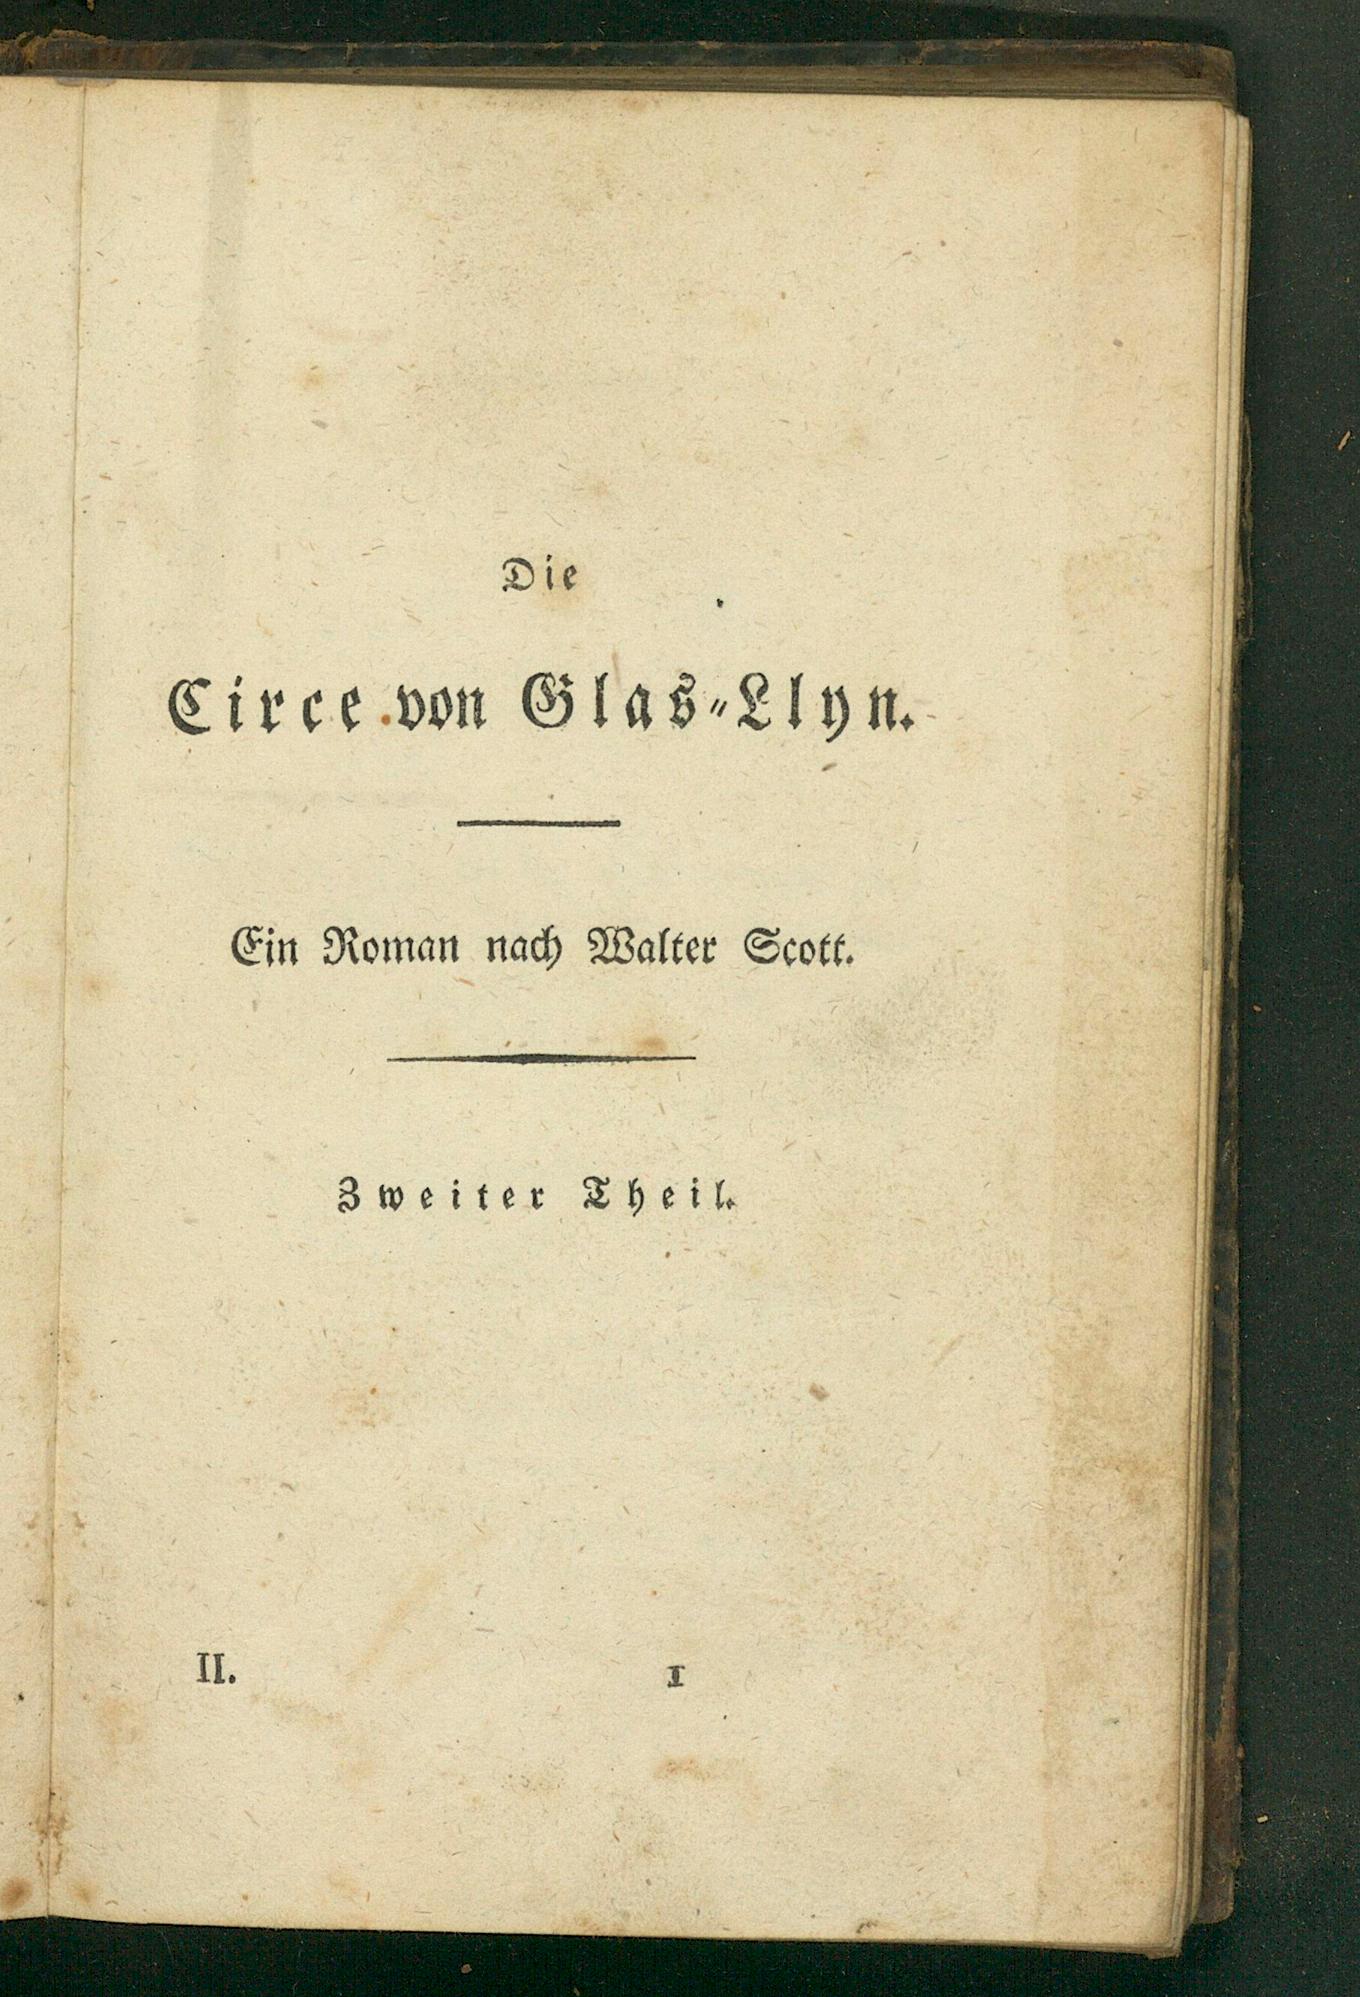 Die
Circe von Glas-Llyn.
Ein Roman nach Walter Scott.
Zweiter Theil.
II. 1